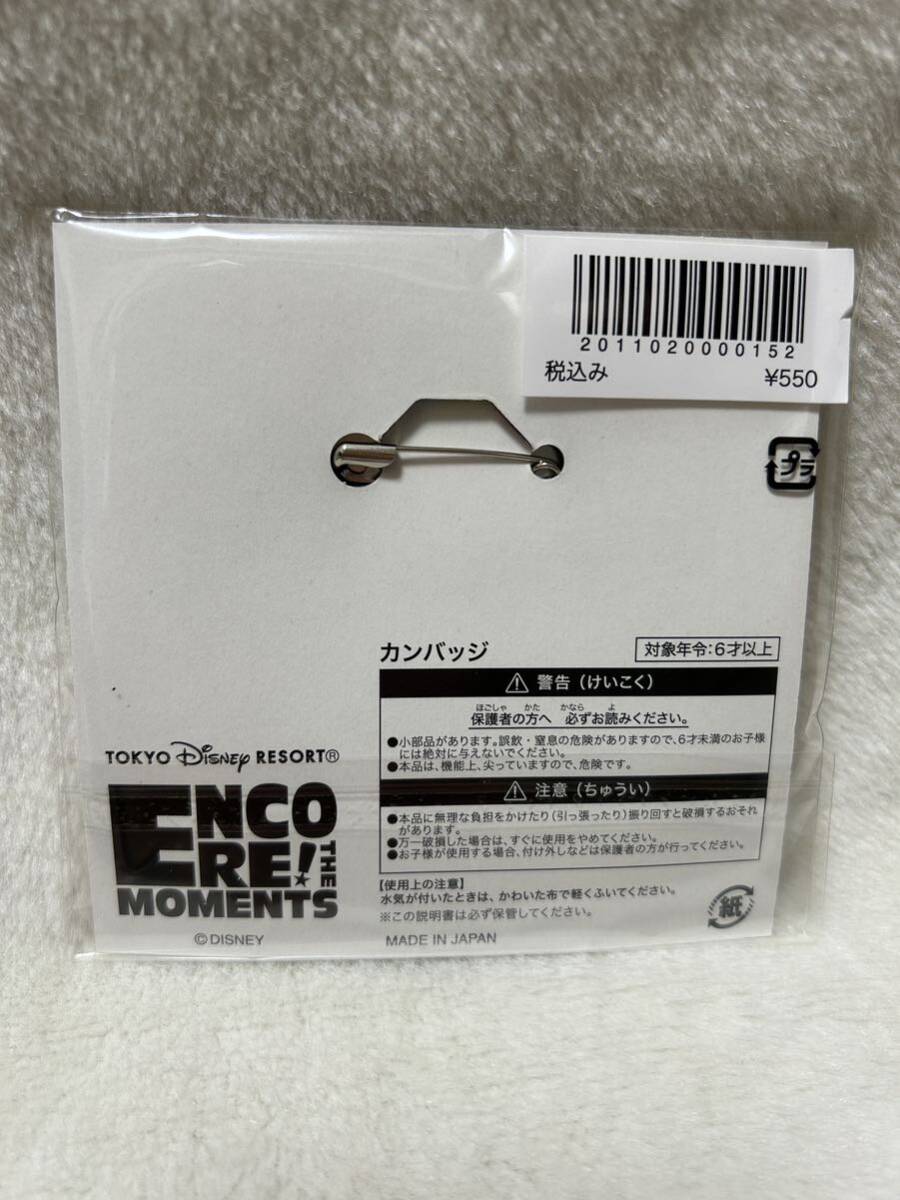 2011020000152
税込み ¥550
プラ
カンバッジ
対象年令:6才以上
警告(けいこく)
ほごしゃ かた かなら よ
保護者の方へ 必ずお読みください。
●小部品があります。誤飲・窒息の危険がありますので、6才未満のお子様
には絶対に与えないでください。
●本品は、機能上、尖っていますので、危険です。
注意(ちゅうい)
●本品に無理な負担をかけたり(引っ張ったり)振り回すと破損するおそれ
があります。
●万一破損した場合は、すぐに使用をやめてください。
●お子様が使用する場合、付け外しなどは保護者の方が行ってください。
【使用上の注意】
水気が付いたときは、かわいた布で軽くふいてください。
※この説明書は必ず保管してください。
MADE IN JAPAN
紙
TOKYO Disney RESORT®
ENCO
RE!
THE
MOMENTS
©DISNEY